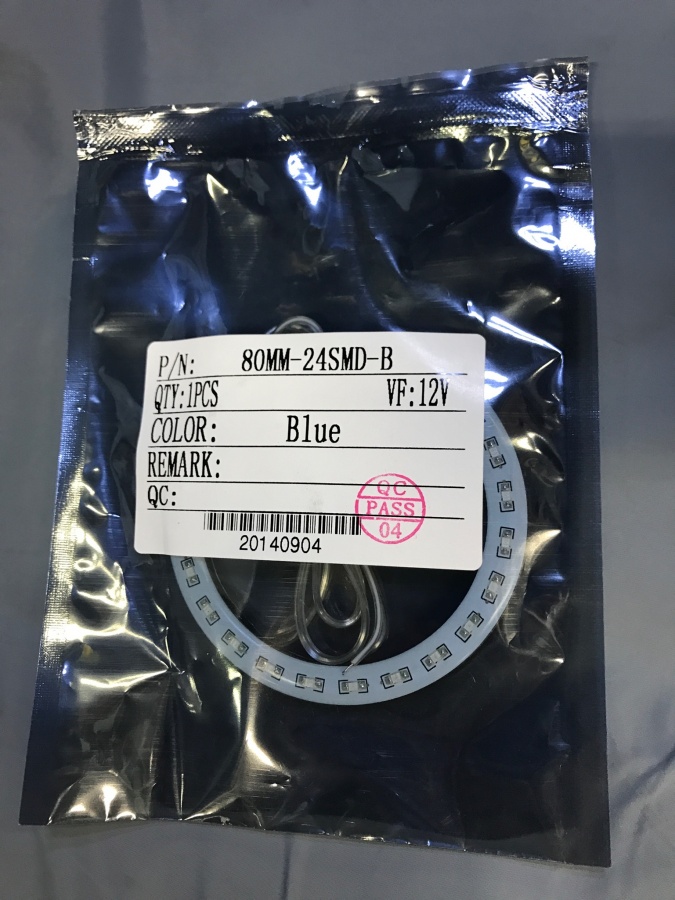 P/N: 80MM-24SMD-B
QTY:1PCS VF:12V
COLOR: Blue
REMARK:
QC:
QC
PASS
04
20140904